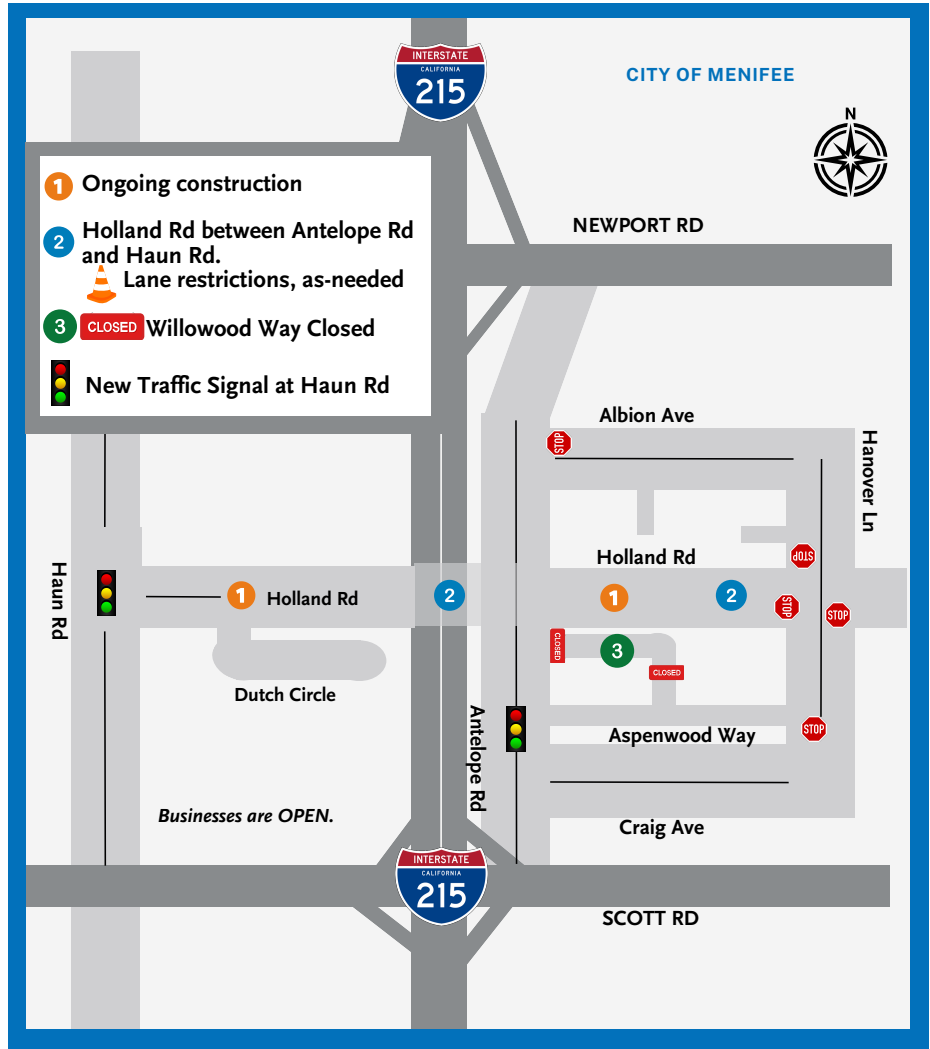 INTERSTATE
CALIFORNIA
215
CITY OF MENIFEE
N
1 Ongoing construction
2 Holland Rd between Antelope Rd
and Haun Rd.
Lane restrictions, as-needed
3 CLOSED Willowood Way Closed
New Traffic Signal at Haun Rd
NEWPORT RD
Albion Ave
STOP
Hanover Ln
Holland Rd
STOP
Haun Rd
1
Holland Rd
2
1
2
STOP
STOP
CLOSED
3
CLOSED
Dutch Circle
Antelope Rd
Aspenwood Way
STOP
Businesses are OPEN.
Craig Ave
INTERSTATE
CALIFORNIA
215
SCOTT RD